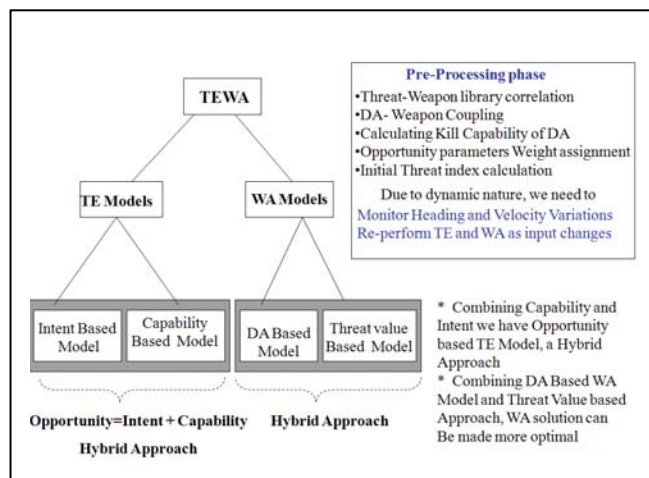 TEWA
TE Models
WA Models
Intent Based
Model
Capability
Based Model
DA Based
Model
Threat value
Based Model
Opportunity=Intent + Capability
Hybrid Approach
Hybrid Approach
Pre-Processing phase
•Threat-Weapon library correlation
•DA- Weapon Coupling
•Calculating Kill Capability of DA
•Opportunity parameters Weight assignment
•Initial Threat index calculation
Due to dynamic nature, we need to
Monitor Heading and Velocity Variations
Re-perform TE and WA as input changes
* Combining Capability and
Intent we have Opportunity
based TE Model, a Hybrid
Approach
* Combining DA Based WA
Model and Threat Value based
Approach, WA solution can
Be made more optimal